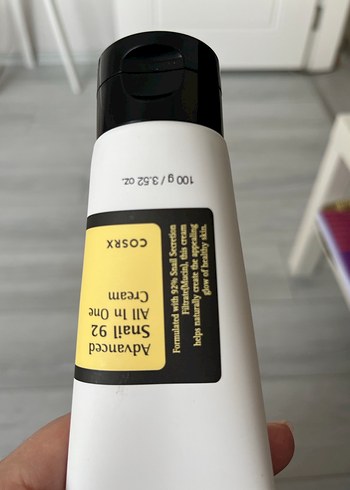 Advanced
Snail 92
All In One
Cream
COSRX
Formulated with 92% Snail Secretion
Filtrate(Mucin), this cream
helps naturally create the appealing
glow of healthy skin.
100 g / 3.52 oz.